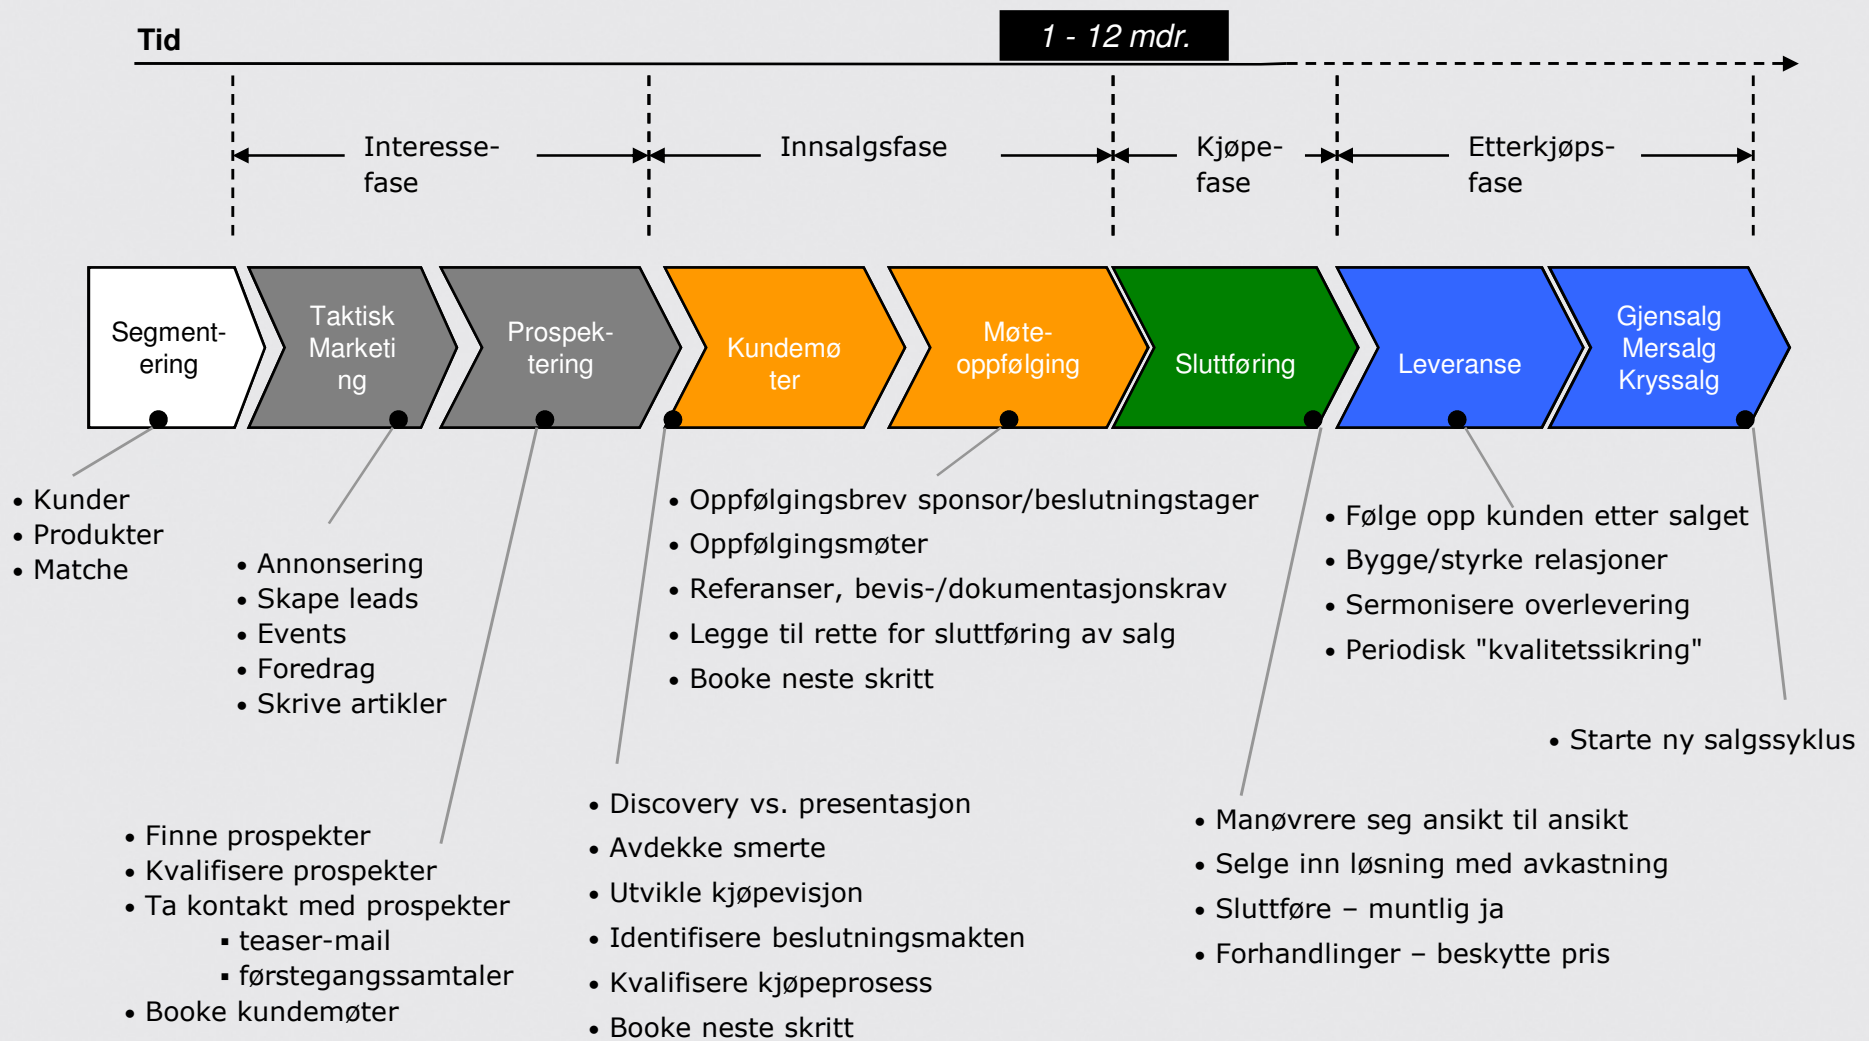 Tid
1 - 12 mdr.
Interesse-
fase
Innsalgsfase
Kjøpe-
fase
Etterkjøps-
fase
Segment-
ering
Taktisk
Marketi
ng
Prospek-
tering
Kundemø
ter
Møte-
oppfølging
Sluttføring
Leveranse
Gjensalg
Mersalg
Kryssalg
• Kunder
• Produkter
• Matche
• Annonsering
• Skape leads
• Events
• Foredrag
• Skrive artikler
• Finne prospekter
• Kvalifisere prospekter
• Ta kontakt med prospekter
▪ teaser-mail
▪ førstegangssamtaler
• Booke kundemøter
• Discovery vs. presentasjon
• Avdekke smerte
• Utvikle kjøpevisjon
• Identifisere beslutningsmakten
• Kvalifisere kjøpeprosess
• Booke neste skritt
• Oppfølgingsbrev sponsor/beslutningstager
• Oppfølgingsmøter
• Referanser, bevis-/dokumentasjonskrav
• Legge til rette for sluttføring av salg
• Booke neste skritt
• Manøvrere seg ansikt til ansikt
• Selge inn løsning med avkastning
• Sluttføre – muntlig ja
• Forhandlinger – beskytte pris
• Følge opp kunden etter salget
• Bygge/styrke relasjoner
• Sermonisere overlevering
• Periodisk "kvalitetssikring"
• Starte ny salgssyklus